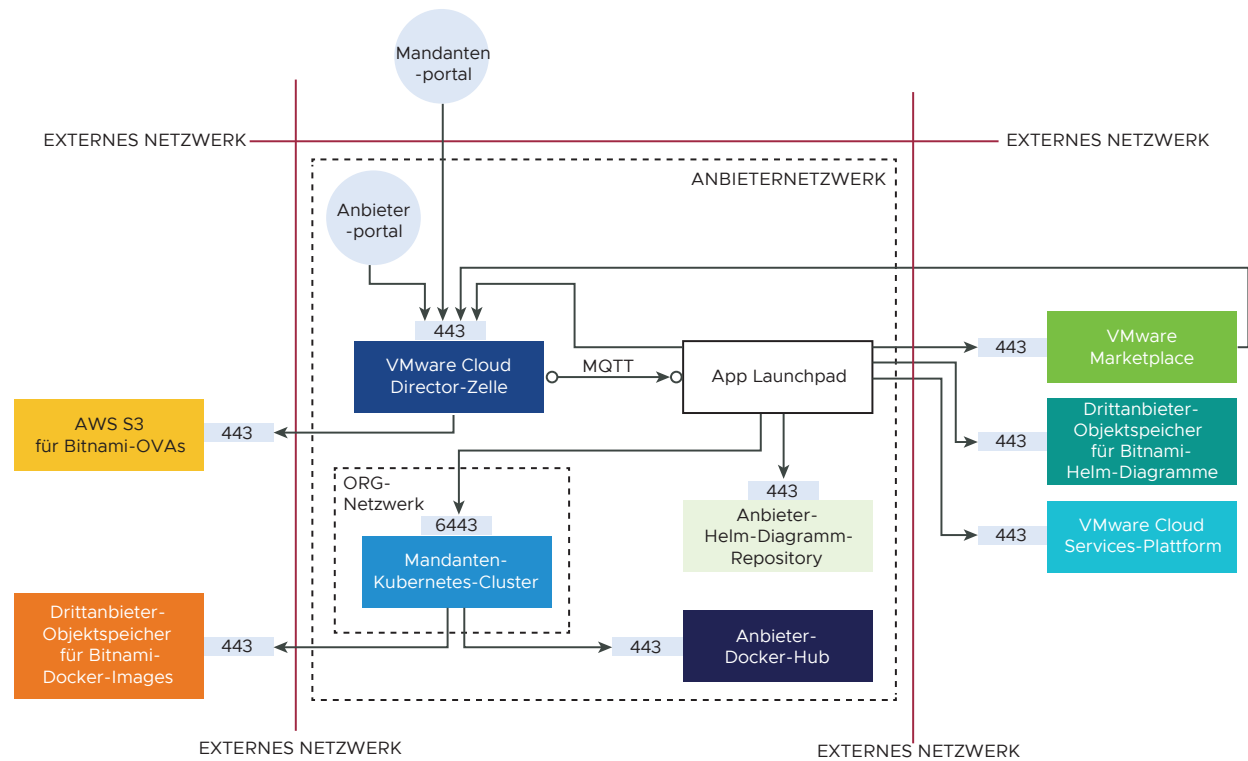 Mandanten
-portal
EXTERNES NETZWERK
EXTERNES NETZWERK
ANBIETERNETZWERK
Anbieter
-portal
443
VMware Cloud
Director-Zelle
MQTT
App Launchpad
443
VMware
Marketplace
AWS S3
für Bitnami-OVAs
443
443
Drittanbieter-
Objektspeicher
für Bitnami-
Helm-Diagramme
ORG-
Netzwerk
6443
Mandanten-
Kubernetes-Cluster
443
Anbieter-
Helm-Diagramm-
Repository
443
VMware Cloud
Services-Plattform
Drittanbieter-
Objektspeicher
für Bitnami-
Docker-Images
443
443
Anbieter-
Docker-Hub
EXTERNES NETZWERK
EXTERNES NETZWERK